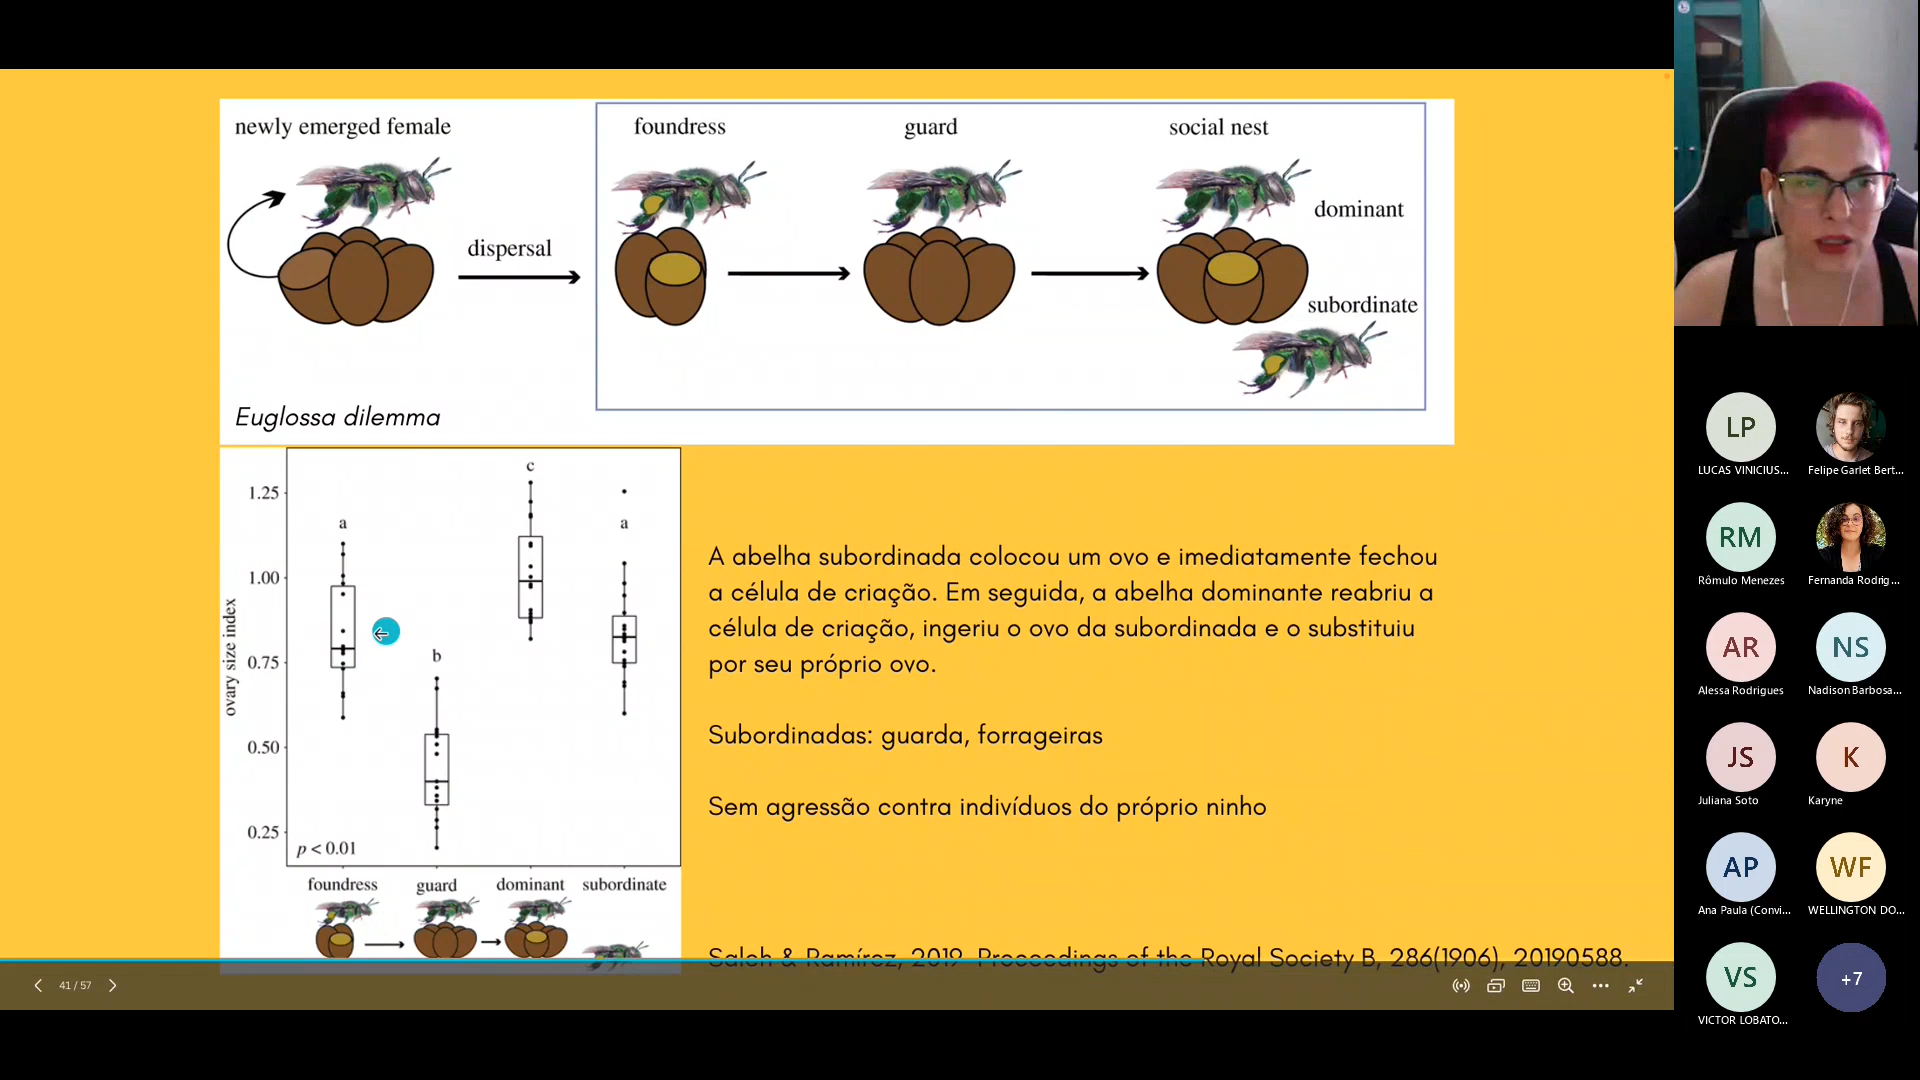 newly emerged female
foundress
guard
social nest
dominant
dispersal
subordinate
Euglossa dilemma
c
1.25
a
a
1.00
b
0.75
0.50
0.25
ovary size index
p < 0.01
foundress
guard
dominant
subordinate
A abelha subordinada colocou um ovo e imediatamente fechou
a célula de criação. Em seguida, a abelha dominante reabriu a
célula de criação, ingeriu o ovo da subordinada e o substituiu
por seu próprio ovo.
Subordinadas: guarda, forrageiras
Sem agressão contra indivíduos do próprio ninho
Saleh & Ramírez, 2019. Proceedings of the Royal Society B, 286(1906), 20190588.
41 / 57
LP
LUCAS VINICIUS...
Felipe Garlet Bert...
RM
Rômulo Menezes
Fernanda Rodrig...
AR
Alessa Rodrigues
NS
Nadison Barbosa...
JS
Juliana Soto
K
Karyne
AP
Ana Paula (Convi...
WF
WELLINGTON DO...
VS
VICTOR LOBATO...
+7